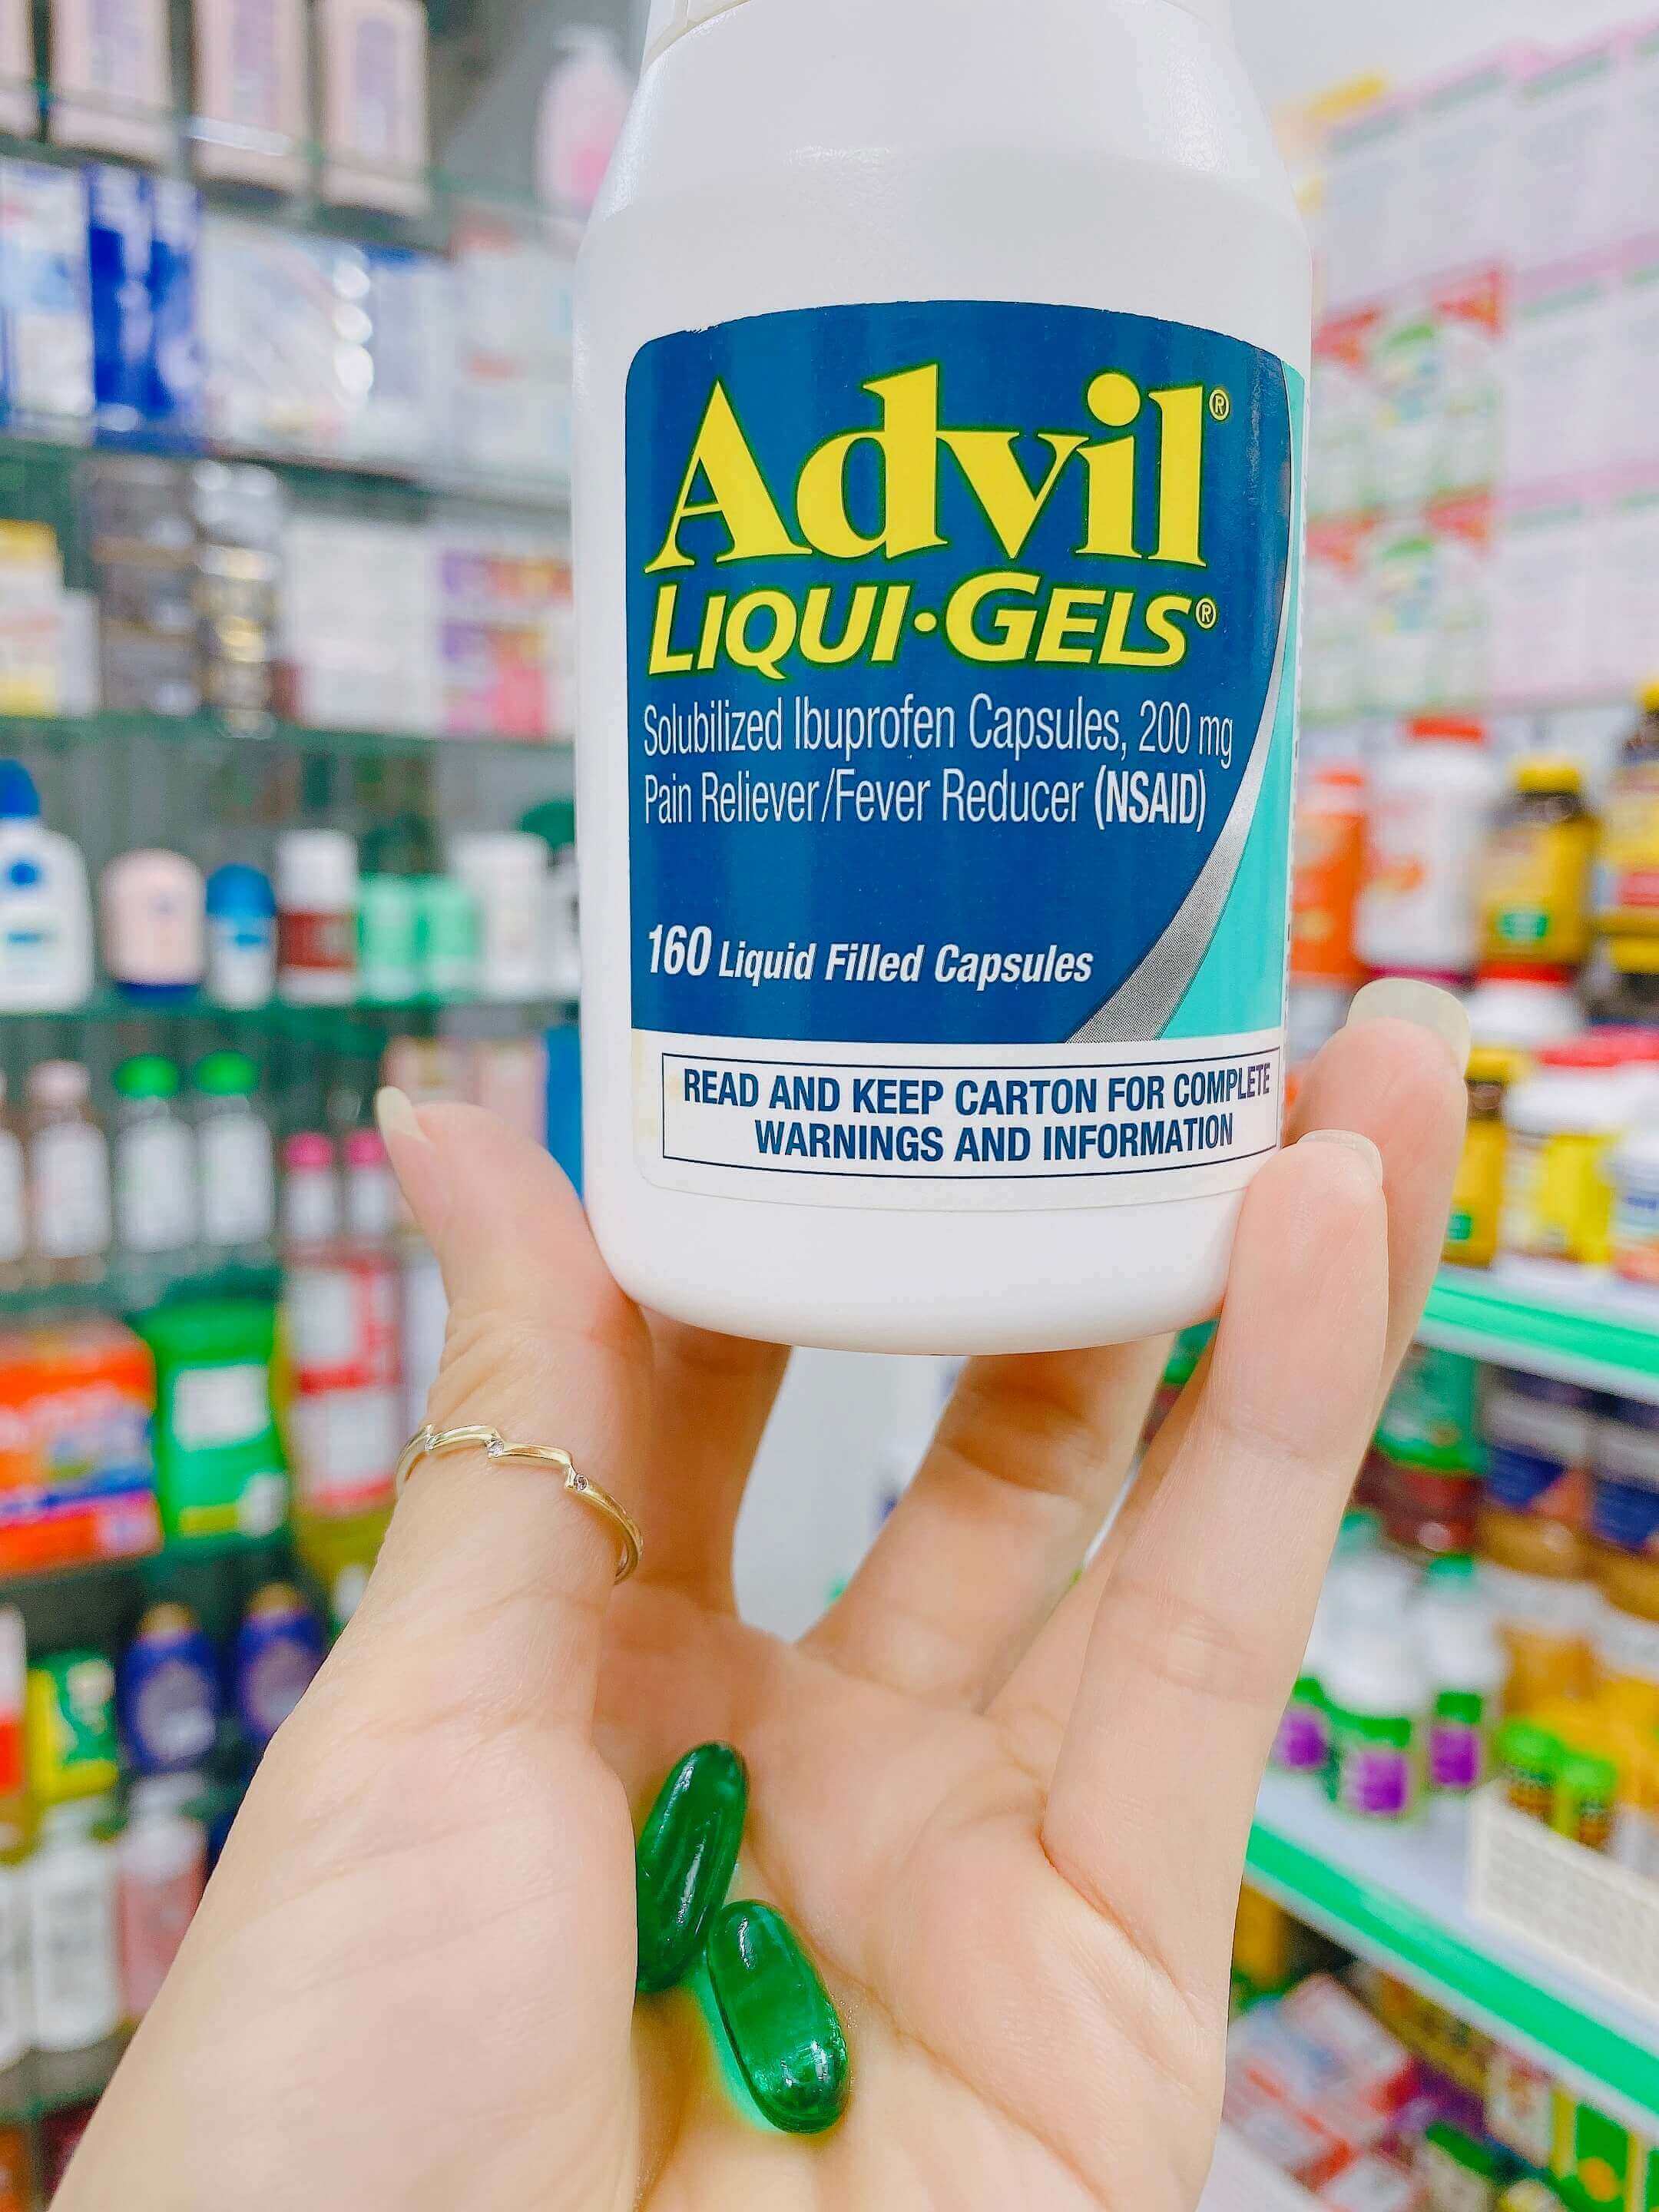 Advil®
LIQUI•GELS®
Solubilized Ibuprofen Capsules, 200 mg
Pain Reliever/Fever Reducer (NSAID)
160 Liquid Filled Capsules
READ AND KEEP CARTON FOR COMPLETE
WARNINGS AND INFORMATION